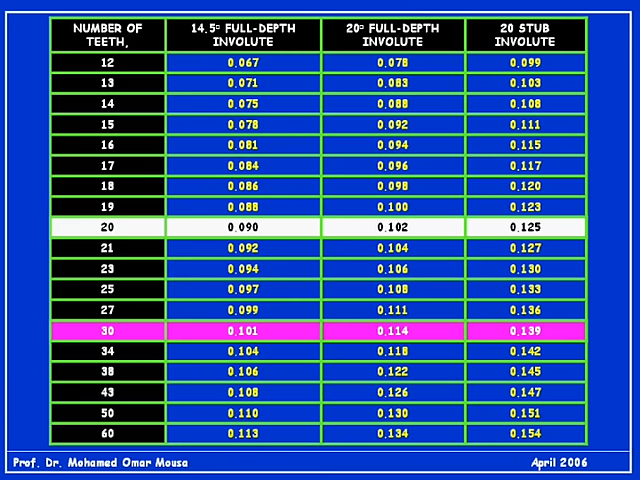 NUMBER OF TEETH, 14.5° FULL-DEPTH INVOLUTE 20° FULL-DEPTH INVOLUTE 20 STUB INVOLUTE
12 0.067 0.078 0.099
13 0.071 0.083 0.103
14 0.075 0.088 0.108
15 0.078 0.092 0.111
16 0.081 0.094 0.115
17 0.084 0.096 0.117
18 0.086 0.098 0.120
19 0.088 0.100 0.123
20 0.090 0.102 0.125
21 0.092 0.104 0.127
23 0.094 0.106 0.130
25 0.097 0.108 0.133
27 0.099 0.111 0.136
30 0.101 0.114 0.139
34 0.104 0.118 0.142
38 0.106 0.122 0.145
43 0.108 0.126 0.147
50 0.110 0.130 0.151
60 0.113 0.134 0.154
Prof. Dr. Mohamed Omar Mousa April 2006